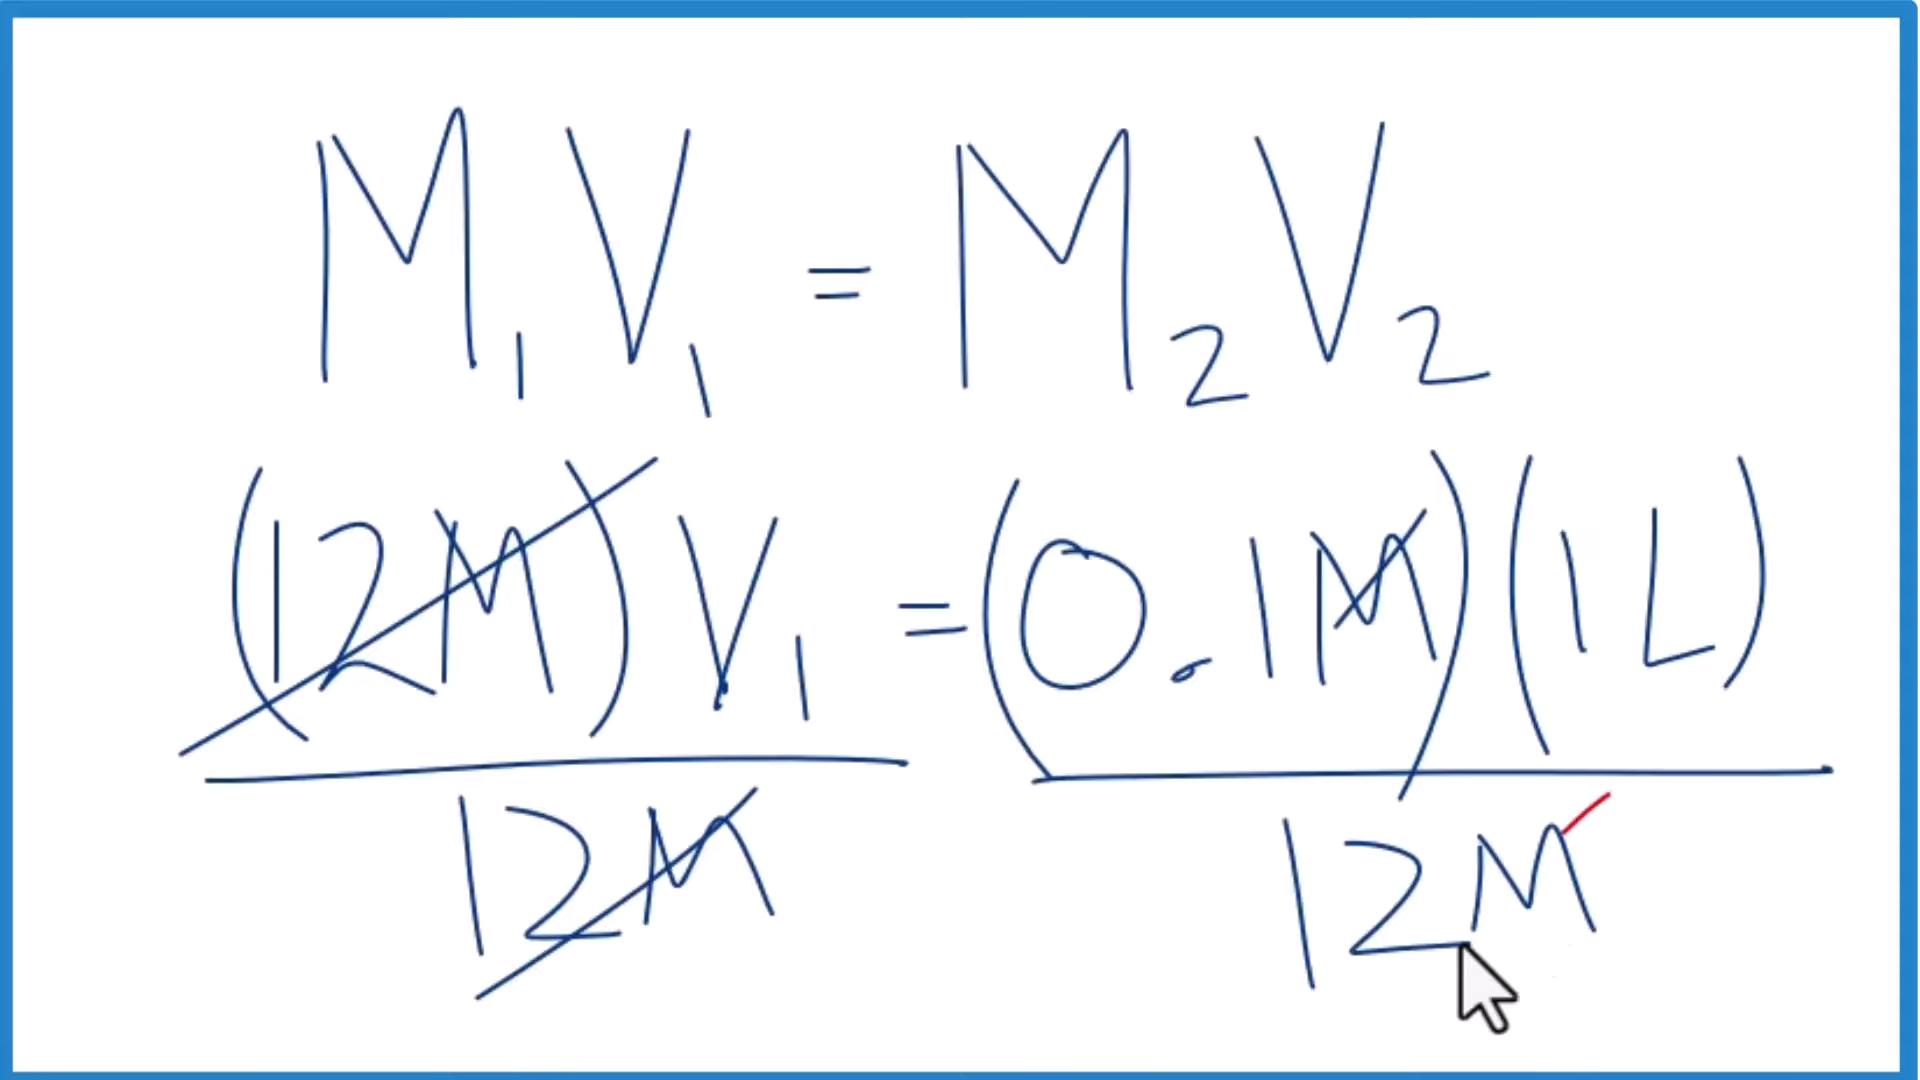 M₁V₁ = M₂V₂
(12M)V₁ = (0.1M)(1L)
12M 12M